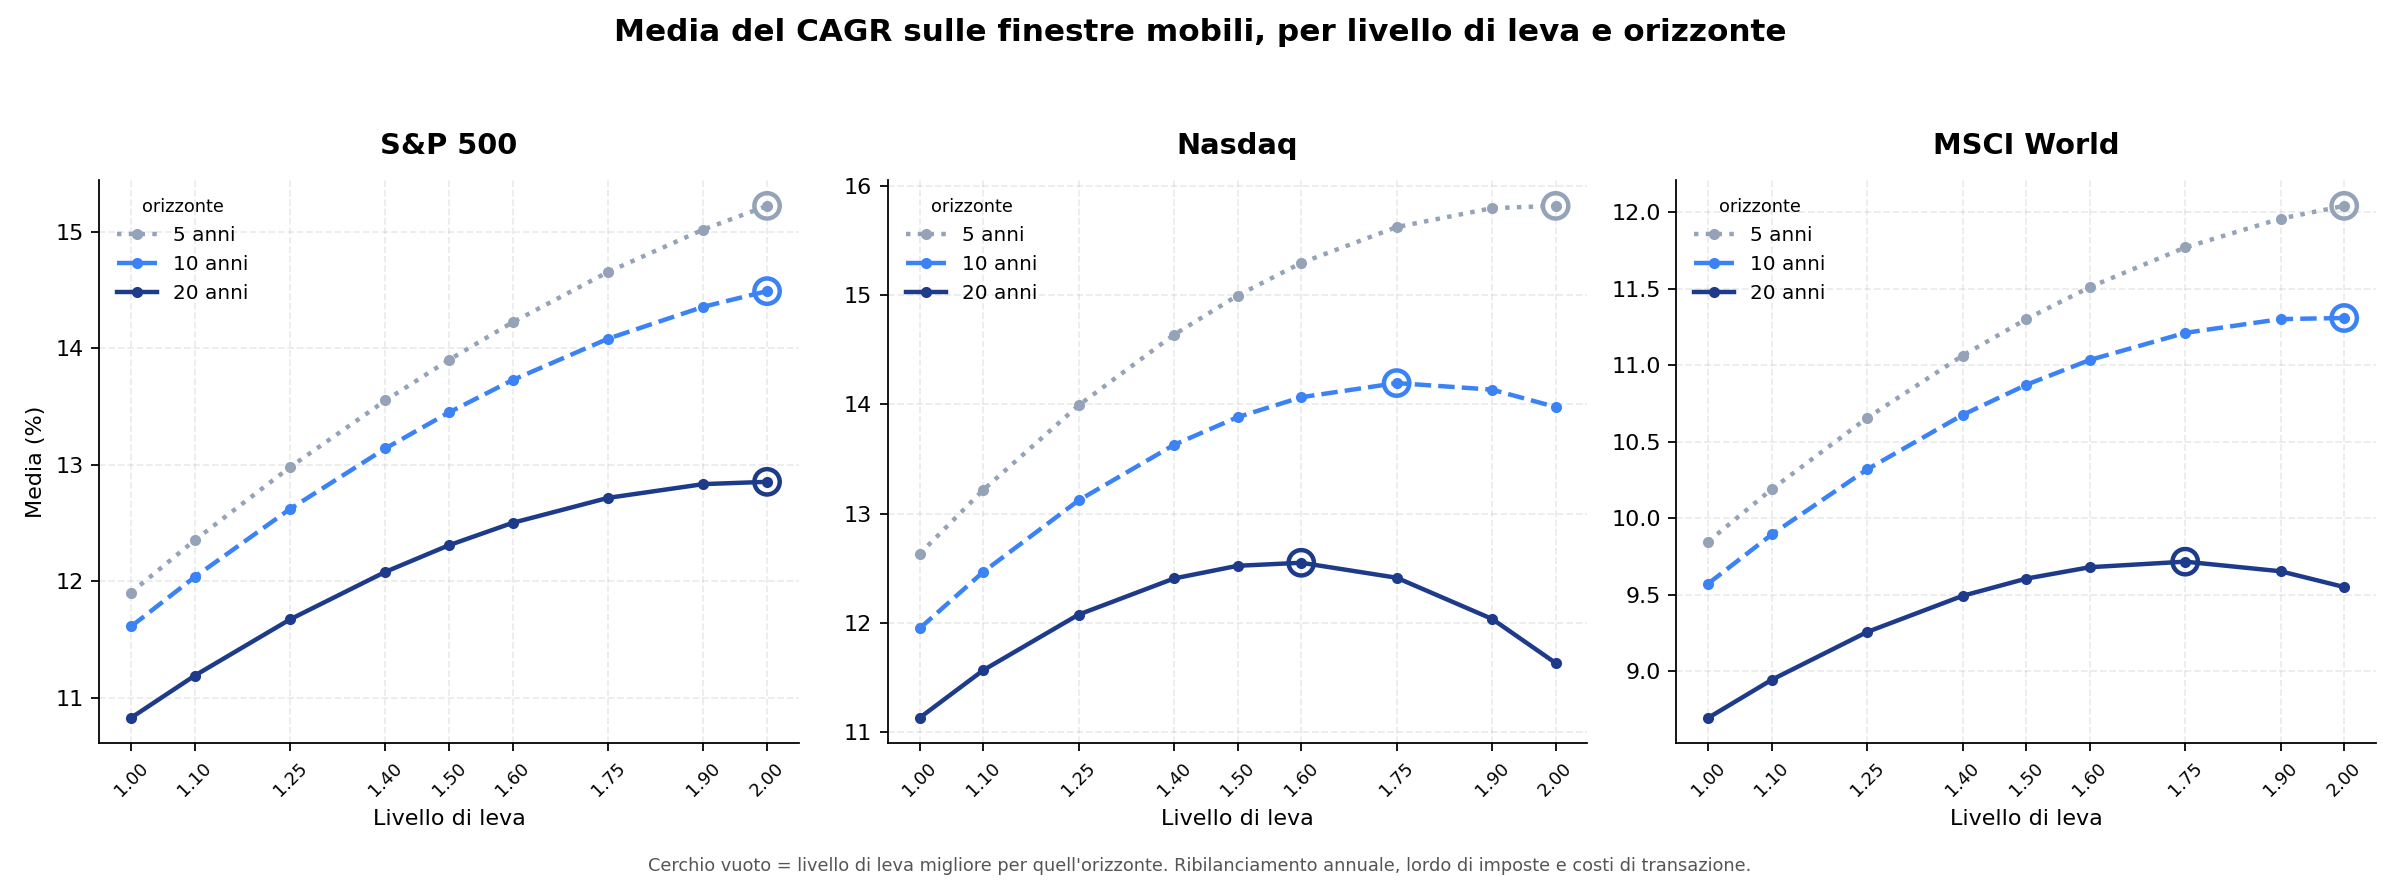 Media del CAGR sulle finestre mobili, per livello di leva e orizzonte
S&P 500
Media (%)
15
14
13
12
11
orizzonte
5 anni
10 anni
20 anni
1.00
1.10
1.25
1.40
1.50
1.60
1.75
1.90
2.00
Livello di leva
Nasdaq
16
15
14
13
12
11
orizzonte
5 anni
10 anni
20 anni
1.00
1.10
1.25
1.40
1.50
1.60
1.75
1.90
2.00
Livello di leva
MSCI World
12.0
11.5
11.0
10.5
10.0
9.5
9.0
orizzonte
5 anni
10 anni
20 anni
1.00
1.10
1.25
1.40
1.50
1.60
1.75
1.90
2.00
Livello di leva
Cerchio vuoto = livello di leva migliore per quell'orizzonte. Ribilanciamento annuale, lordo di imposte e costi di transazione.